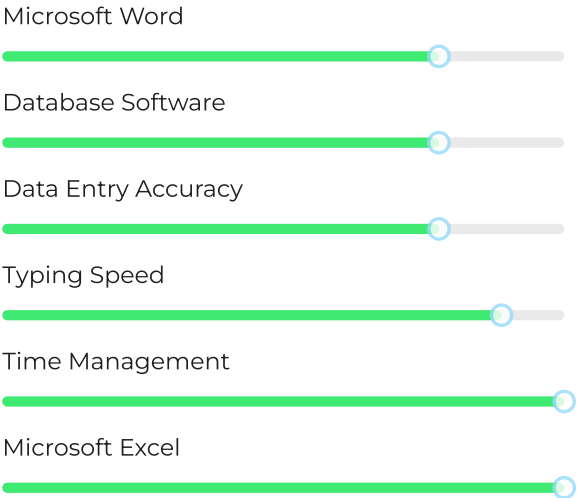 Microsoft Word
Database Software
Data Entry Accuracy
Typing Speed
Time Management
Microsoft Excel